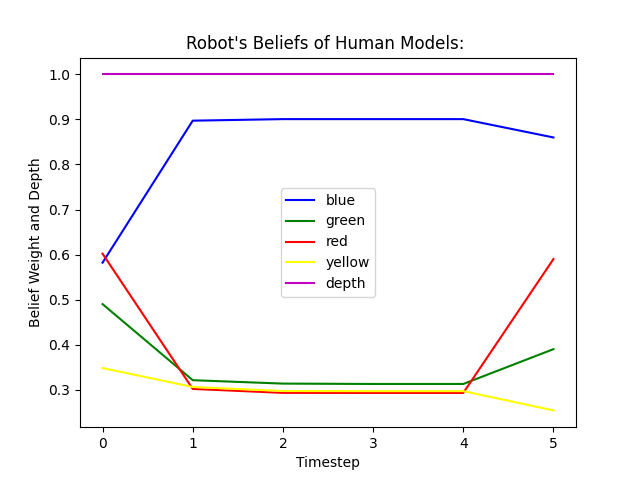 Robot's Beliefs of Human Models:
Belief Weight and Depth
1.0
0.9
0.8
0.7
0.6
0.5
0.4
0.3
blue
green
red
yellow
depth
0 1 2 3 4 5
Timestep